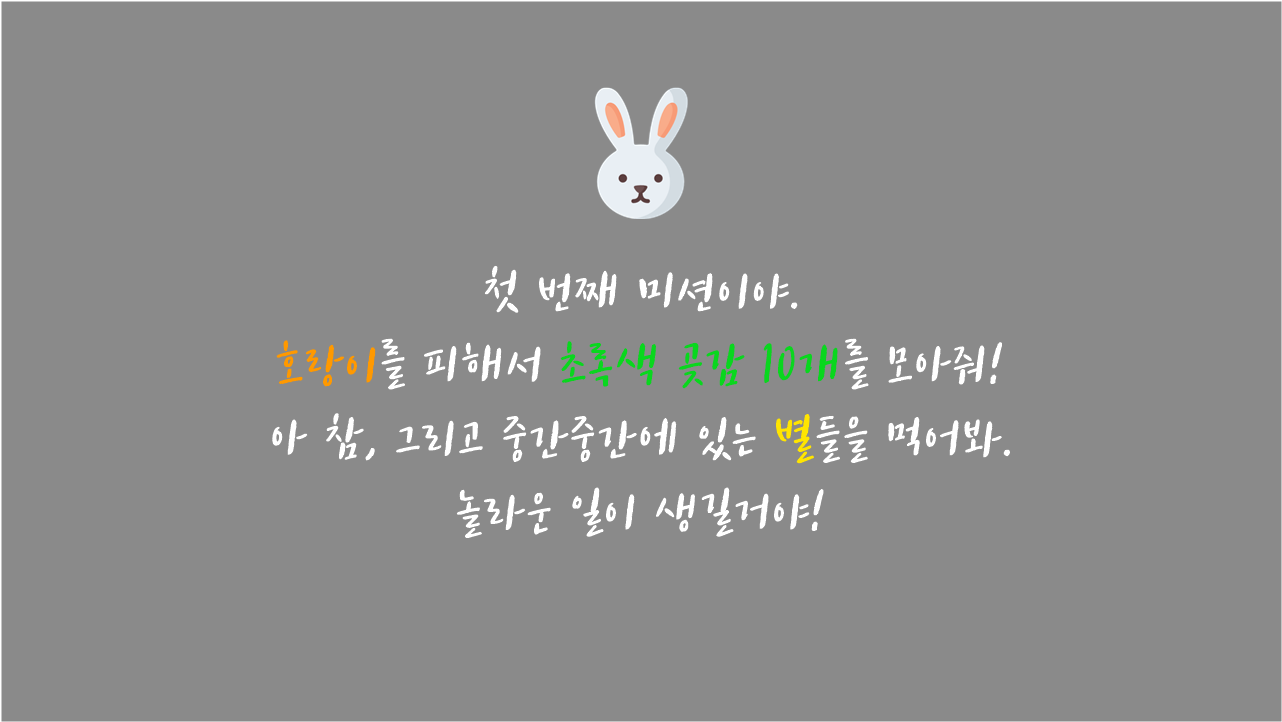 첫 번째 미션이야.
호랑이를 피해서 초록색 곶감 10개를 모아줘!
아 참, 그리고 중간중간에 있는 별들을 먹어봐.
놀라운 일이 생길거야!